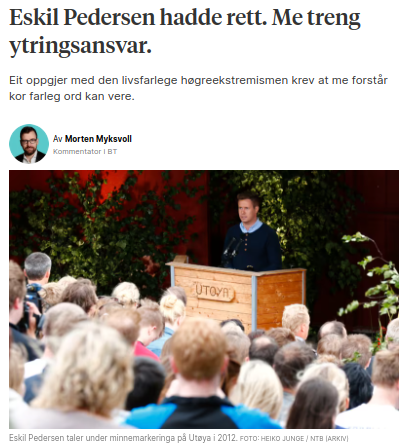 Eskil Pedersen hadde rett. Me treng
ytringsansvar.
Eit oppgjer med den livsfarlege høgreekstremismen krev at me forstår
kor farleg ord kan vere.
Av Morten Myksvoll
Kommentator i BT
UTØYA
Eskil Pedersen taler under minnemarkeringa på Utøya i 2012. FOTO: HEIKO JUNGE / NTB (ARKIV)